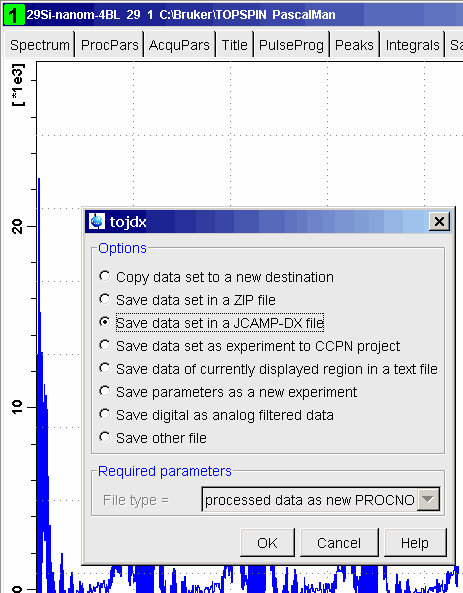 1 29Si-nanom-4BL 29 1 C:\Bruker\TOPSPIN PascalMan
Spectrum ProcPars AcquPars Title PulseProg Peaks Integrals Sa
[ *1e3]
20
10
0
tojdx
Options
Copy data set to a new destination
Save data set in a ZIP file
Save data set in a JCAMP-DX file
Save data set as experiment to CCPN project
Save data of currently displayed region in a text file
Save parameters as a new experiment
Save digital as analog filtered data
Save other file
Required parameters
File type = processed data as new PROCNO
OK Cancel Help